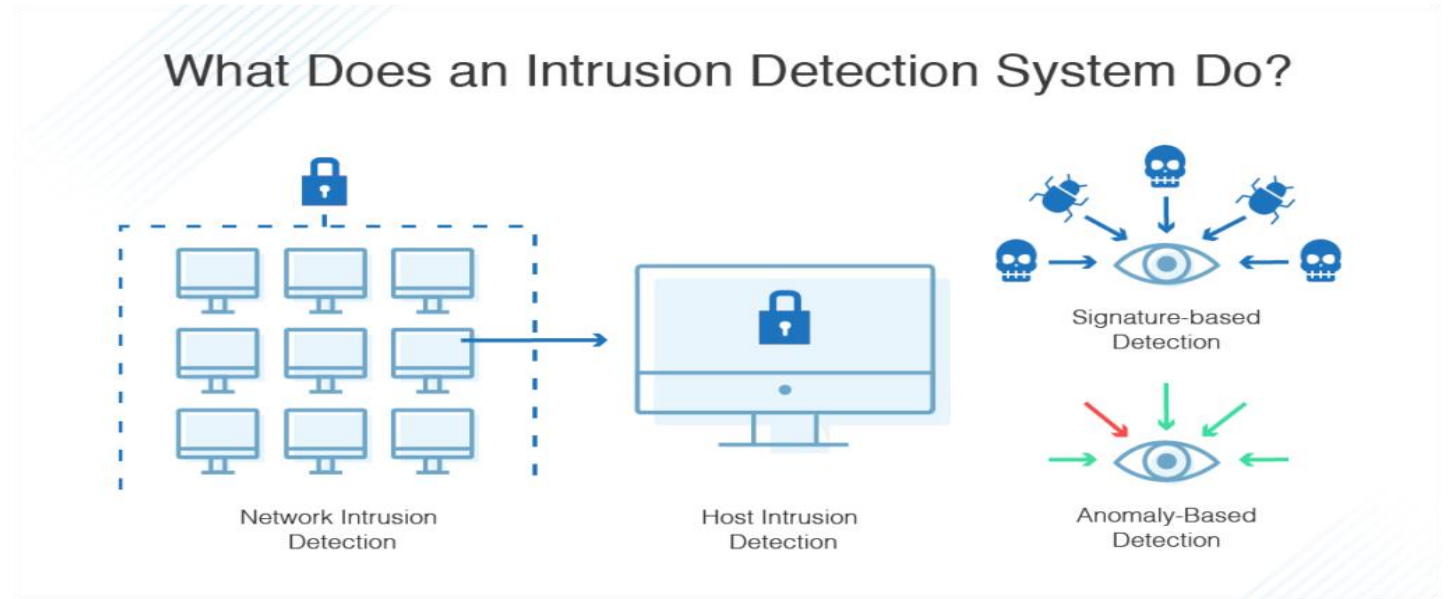 What Does an Intrusion Detection System Do?
Network Intrusion
Detection
Host Intrusion
Detection
Signature-based
Detection
Anomaly-Based
Detection